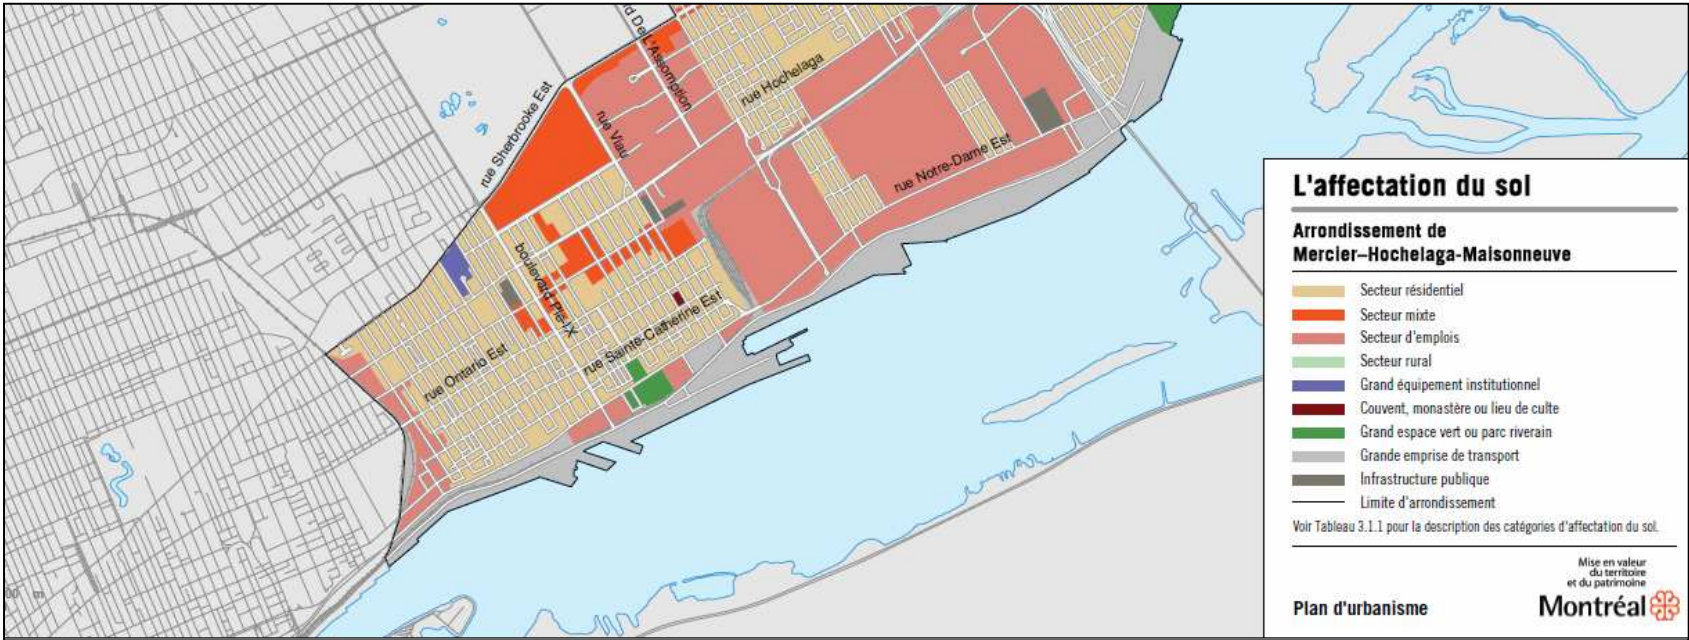 rd De L'Assomption
rue Hochelaga
rue Sherbrooke Est
rue Viau
rue Notre-Dame Est
boulevard Pie-IX
rue Sainte-Catherine Est
rue Ontario Est
m
L'affectation du sol
Arrondissement de
Mercier–Hochelaga-Maisonneuve
Secteur résidentiel
Secteur mixte
Secteur d'emplois
Secteur rural
Grand équipement institutionnel
Couvent, monastère ou lieu de culte
Grand espace vert ou parc riverain
Grande emprise de transport
Infrastructure publique
Limite d'arrondissement
Voir Tableau 3.1.1 pour la description des catégories d'affectation du sol.
Mise en valeur
du territoire
et du patrimoine
Plan d'urbanisme
Montréal